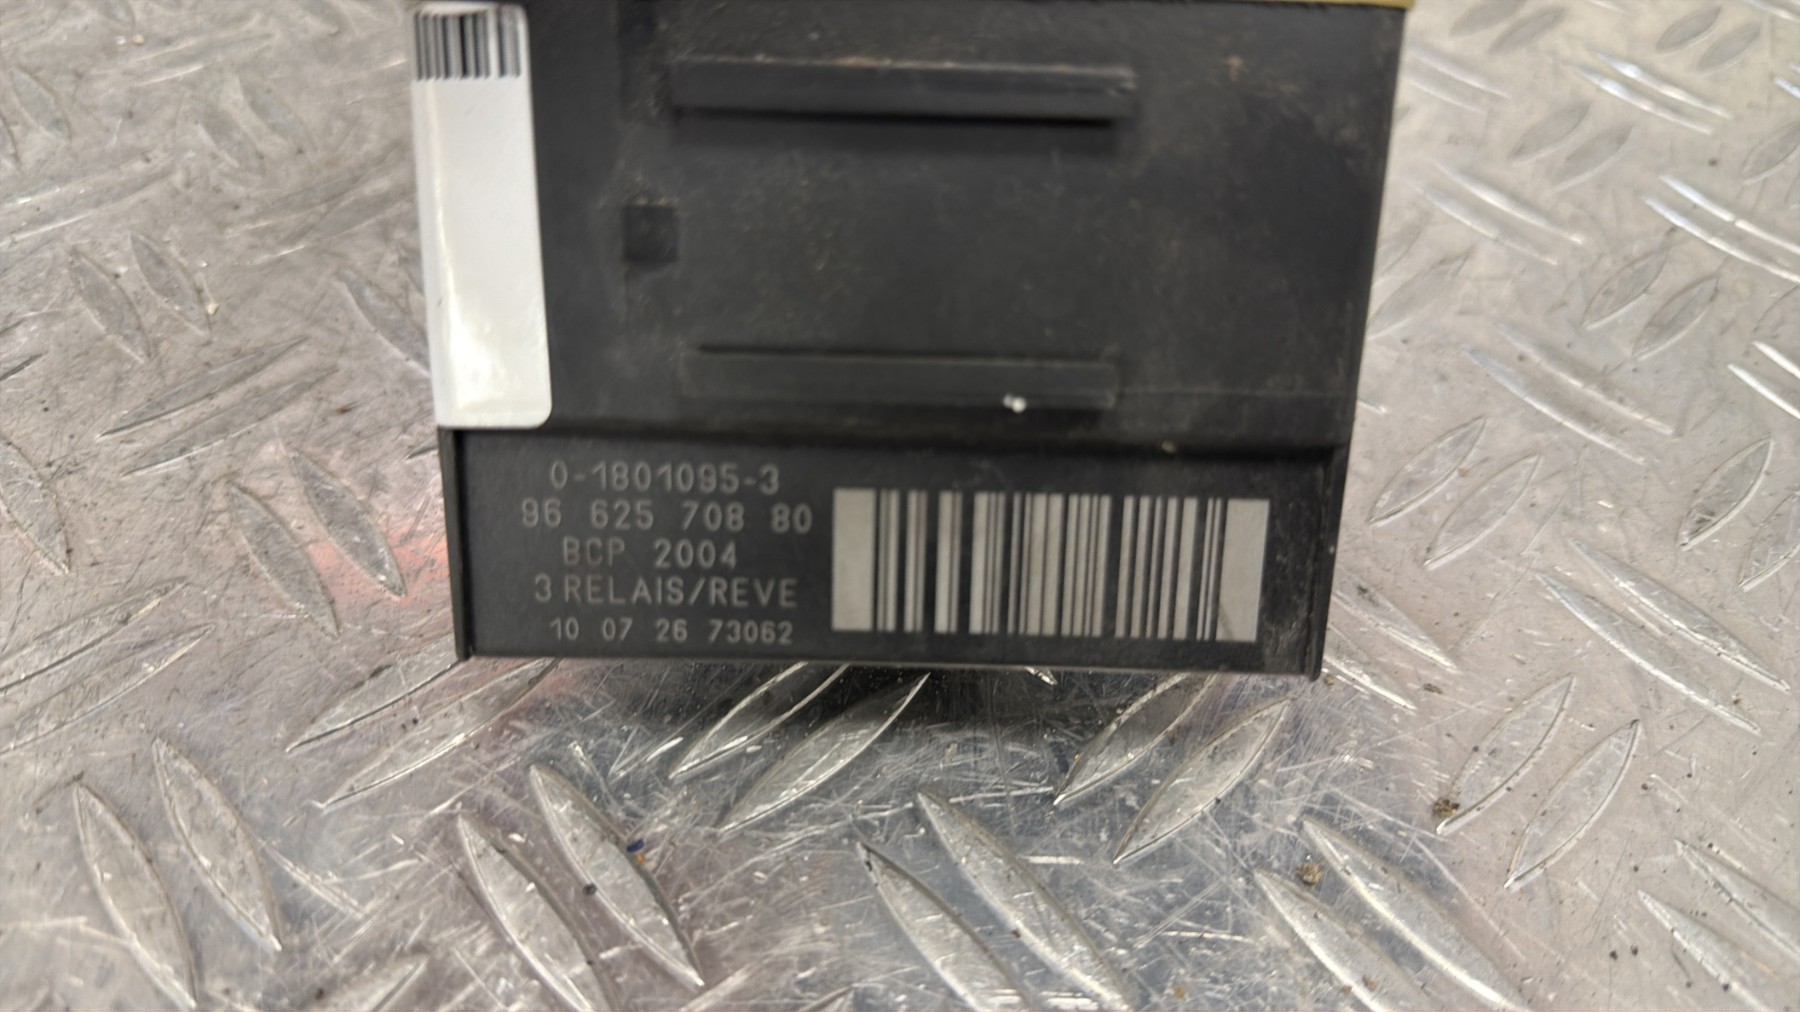 0-1801095-3
96 625 708 80
BCP 2004
3 RELAIS/REVE
10 07 26 73062